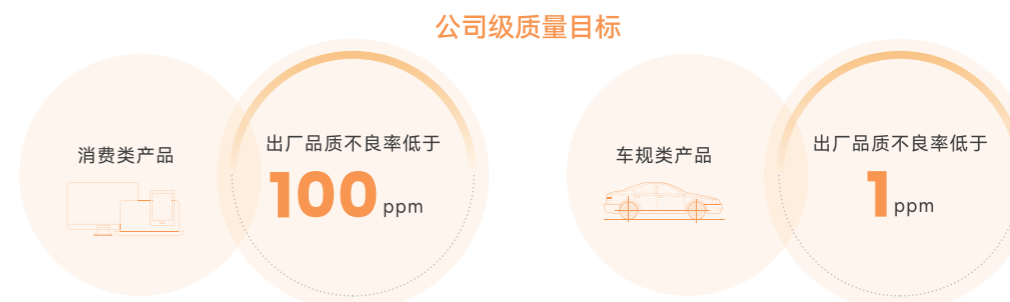 公司级质量目标
消费类产品
出厂品质不良率低于
100 ppm
车规类产品
出厂品质不良率低于
1 ppm